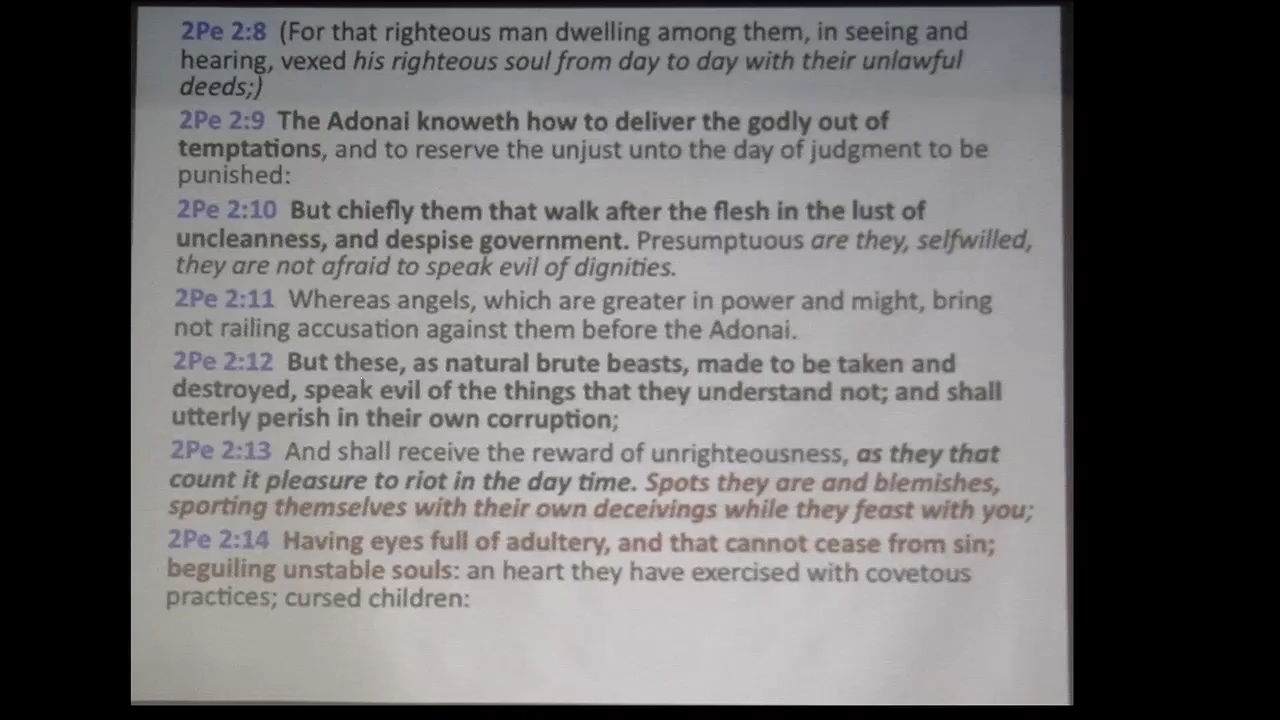 2Pe 2:8 (For that righteous man dwelling among them, in seeing and
hearing, vexed his righteous soul from day to day with their unlawful
deeds;)
2Pe 2:9 The Adonai knoweth how to deliver the godly out of
temptations, and to reserve the unjust unto the day of judgment to be
punished:
2Pe 2:10 But chiefly them that walk after the flesh in the lust of
uncleanness, and despise government. Presumptuous are they, selfwilled,
they are not afraid to speak evil of dignities.
2Pe 2:11 Whereas angels, which are greater in power and might, bring
not railing accusation against them before the Adonai.
2Pe 2:12 But these, as natural brute beasts, made to be taken and
destroyed, speak evil of the things that they understand not; and shall
utterly perish in their own corruption;
2Pe 2:13 And shall receive the reward of unrighteousness, as they that
count it pleasure to riot in the day time. Spots they are and blemishes,
sporting themselves with their own deceivings while they feast with you;
2Pe 2:14 Having eyes full of adultery, and that cannot cease from sin;
beguiling unstable souls: an heart they have exercised with covetous
practices; cursed children: